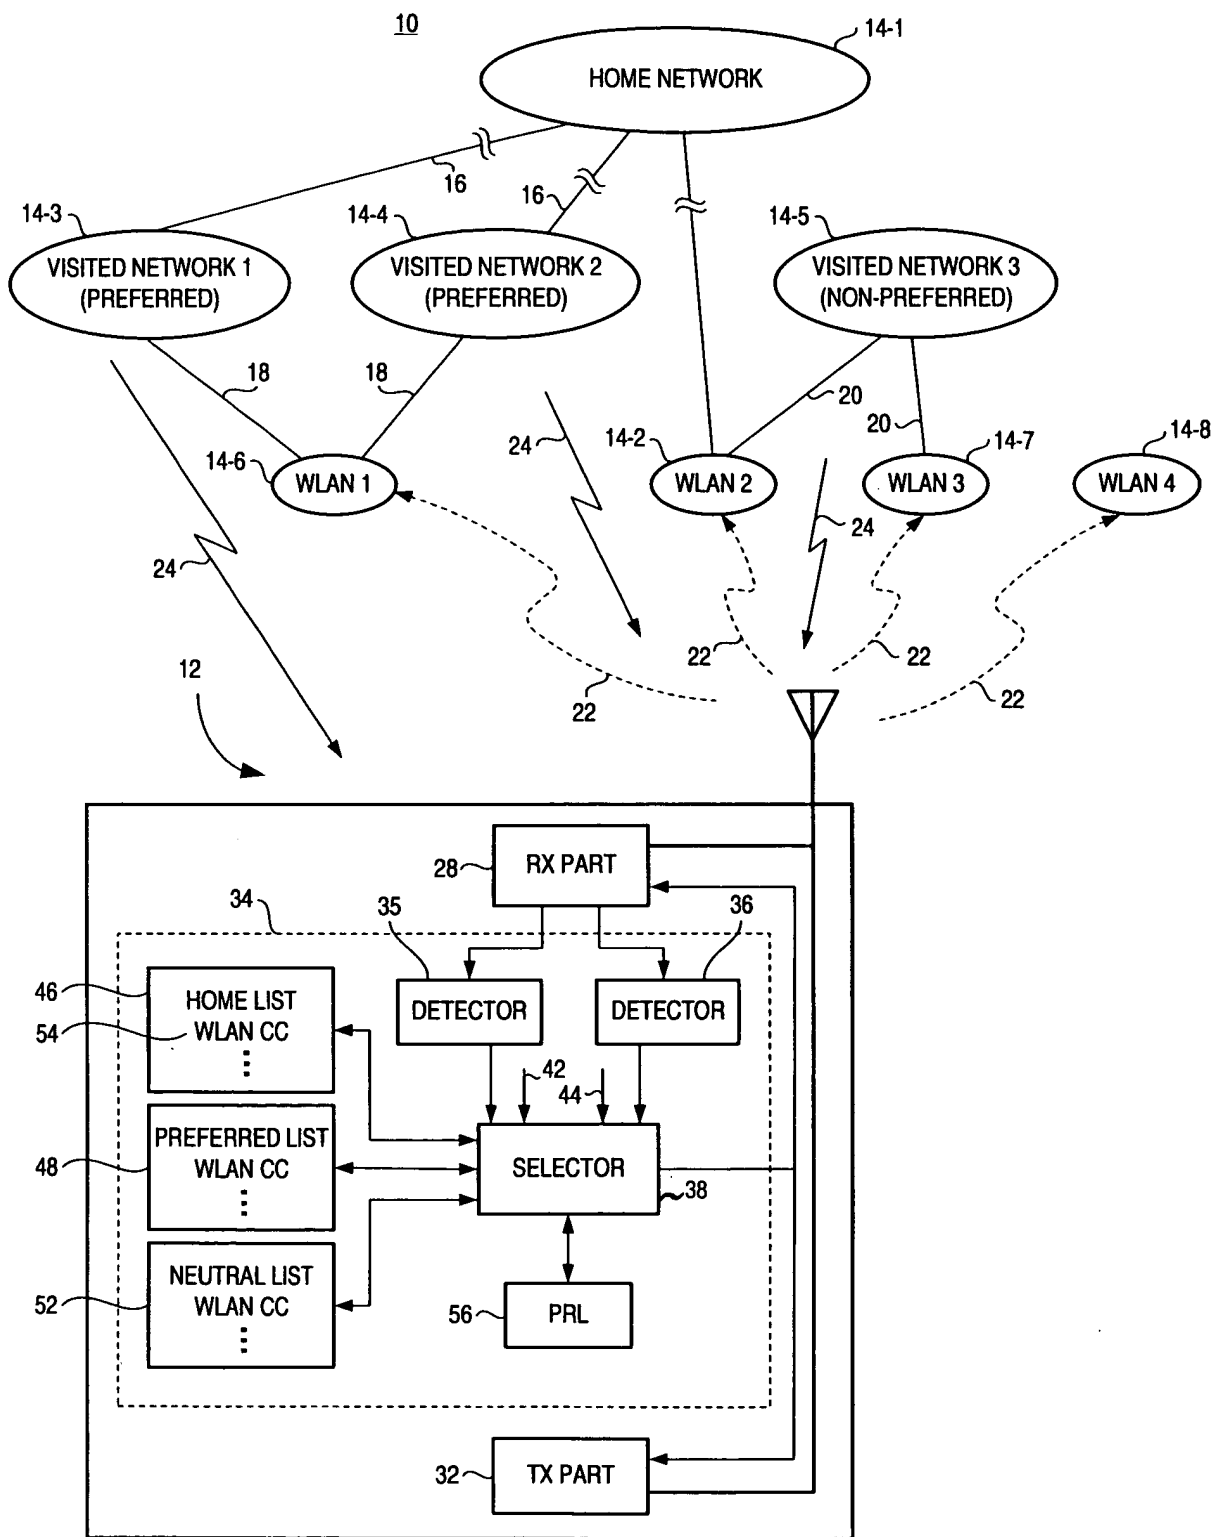 10
14-1
HOME NETWORK
16
16
14-3
14-4
14-5
VISITED NETWORK 1
(PREFERRED)
VISITED NETWORK 2
(PREFERRED)
VISITED NETWORK 3
(NON-PREFERRED)
18
18
20
20
24
14-6
14-2
14-7
14-8
WLAN 1
WLAN 2
WLAN 3
WLAN 4
24
24
22
22
22
22
12
28
RX PART
34
35
36
46
HOME LIST
54
WLAN CC
DETECTOR
DETECTOR
42
44
48
PREFERRED LIST
WLAN CC
SELECTOR
38
52
NEUTRAL LIST
WLAN CC
56
PRL
32
TX PART